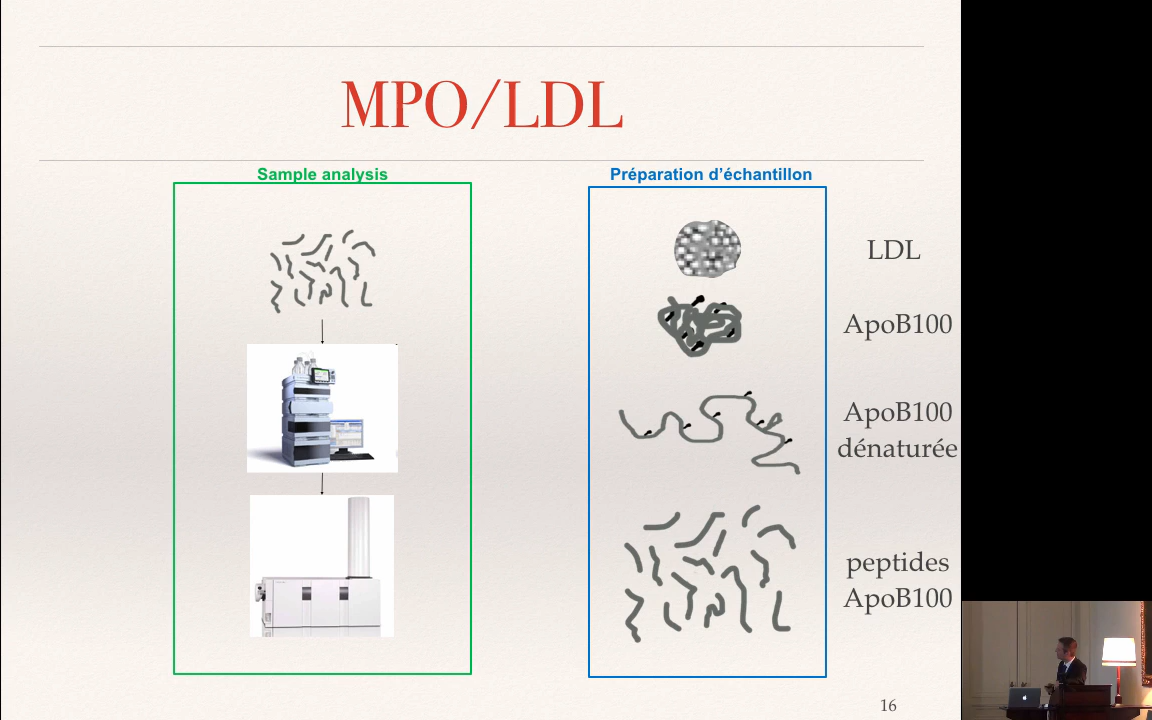 MPO/LDL
Sample analysis
Préparation d’échantillon
LDL
ApoB100
ApoB100
dénaturée
peptides
ApoB100
16